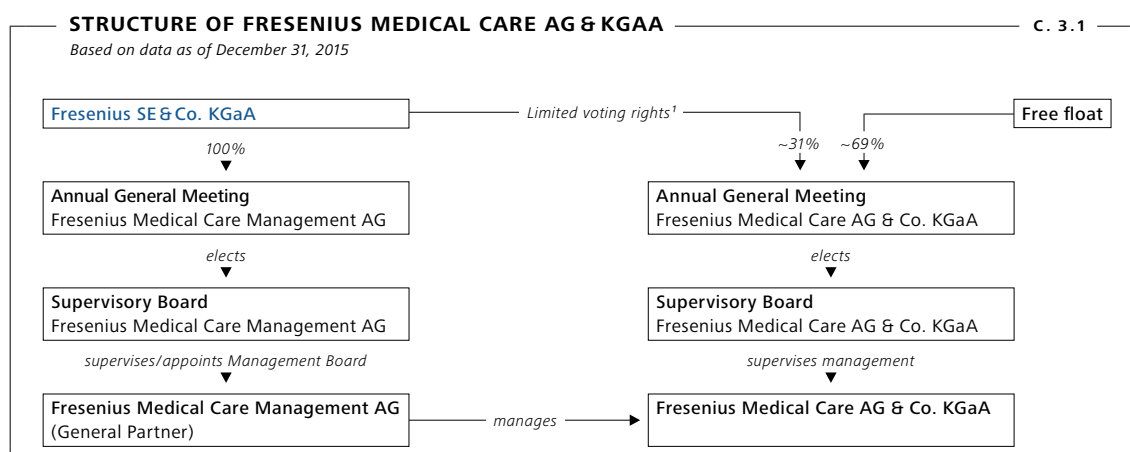 STRUCTURE OF FRESENIUS MEDICAL CARE AG & KGAA
C. 3.1
Based on data as of December 31, 2015
Fresenius SE & Co. KGaA
Limited voting rights¹
Free float
100%
~31%
~69%
Annual General Meeting
Fresenius Medical Care Management AG
Annual General Meeting
Fresenius Medical Care AG & Co. KGaA
elects
elects
Supervisory Board
Fresenius Medical Care Management AG
Supervisory Board
Fresenius Medical Care AG & Co. KGaA
supervises/appoints Management Board
supervises management
Fresenius Medical Care Management AG
(General Partner)
manages
Fresenius Medical Care AG & Co. KGaA